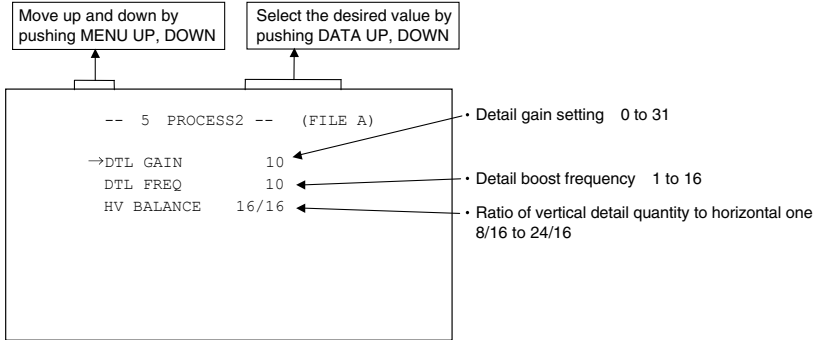 Move up and down by
pushing MENU UP, DOWN
Select the desired value by
pushing DATA UP, DOWN
-- 5 PROCESS2 -- (FILE A)
→DTL GAIN 10
DTL FREQ 10
HV BALANCE 16/16
・Detail gain setting 0 to 31
・Detail boost frequency 1 to 16
・Ratio of vertical detail quantity to horizontal one
8/16 to 24/16